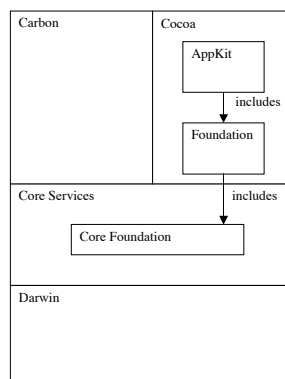 Carbon
Cocoa
AppKit
includes
Foundation
Core Services
includes
Core Foundation
Darwin